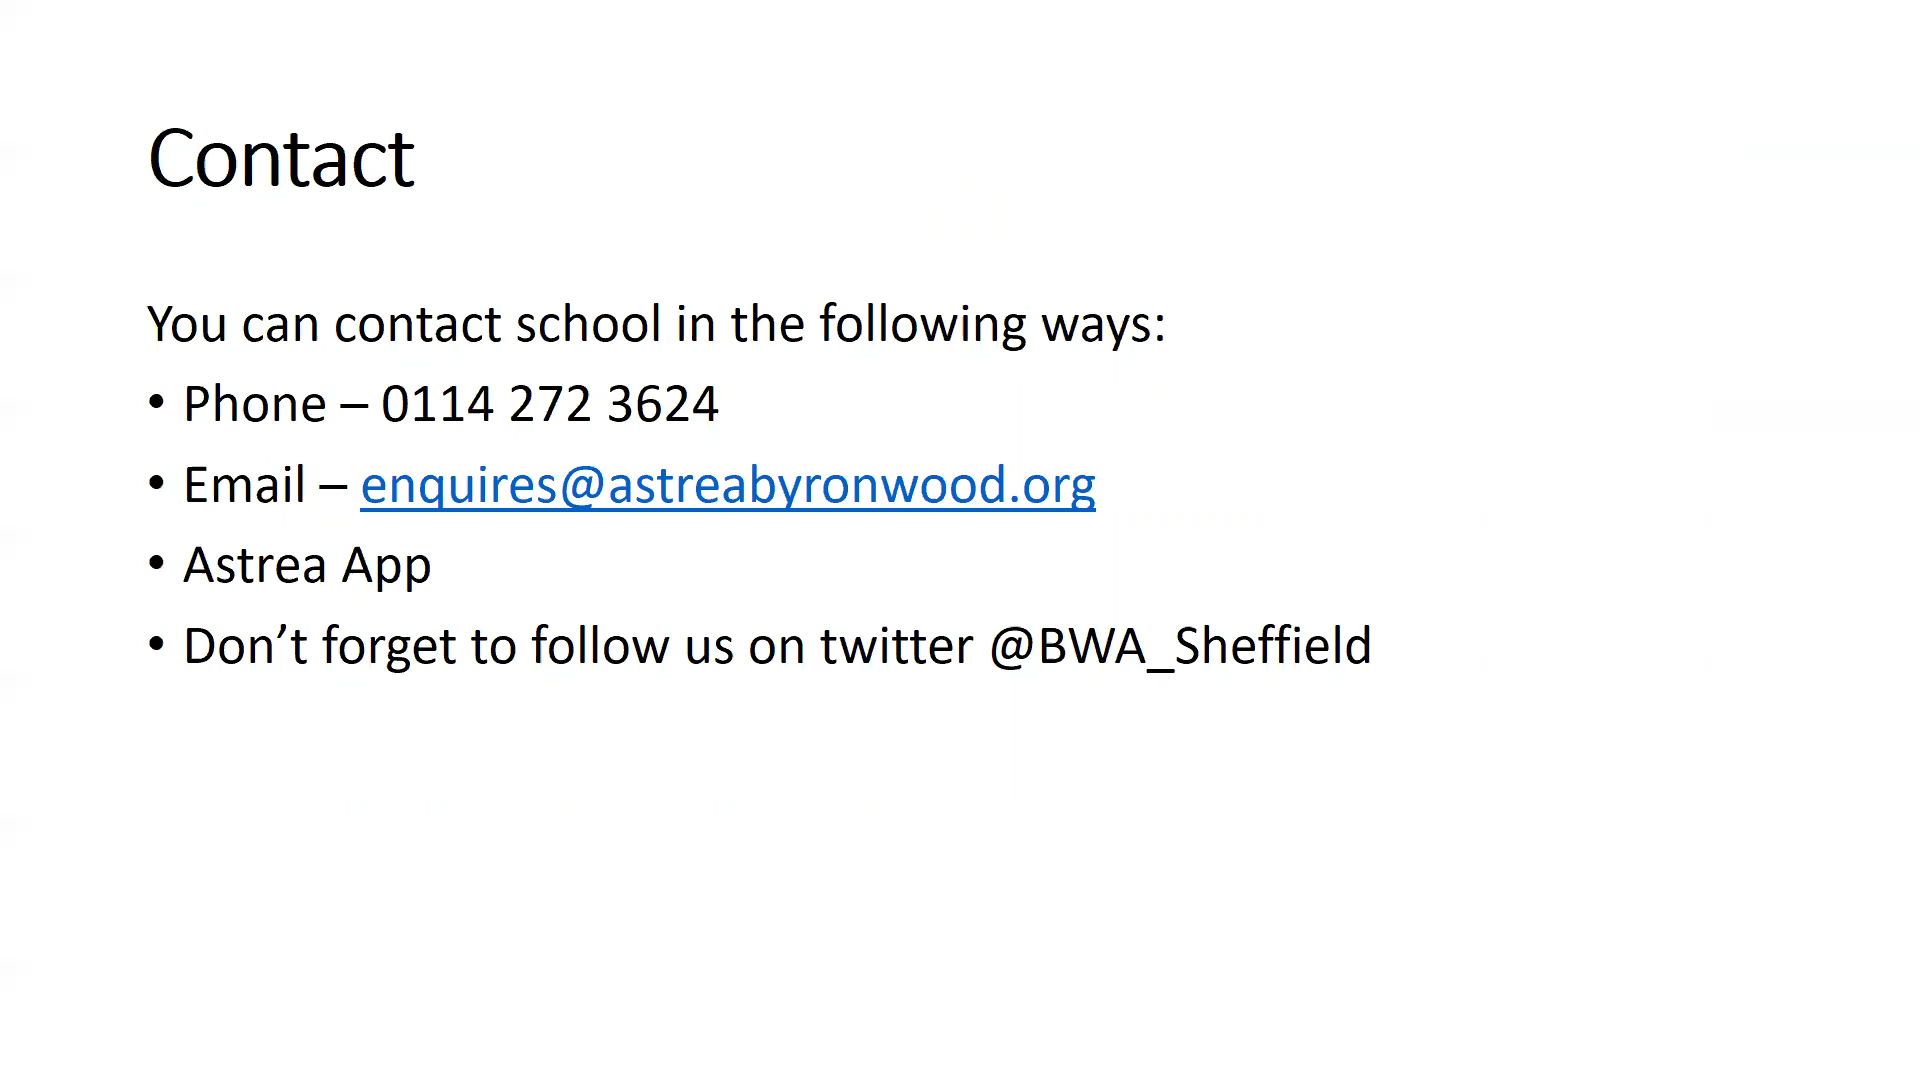 Contact
You can contact school in the following ways:
• Phone – 0114 272 3624
• Email – enquires@astreabyronwood.org
• Astrea App
• Don’t forget to follow us on twitter @BWA_Sheffield